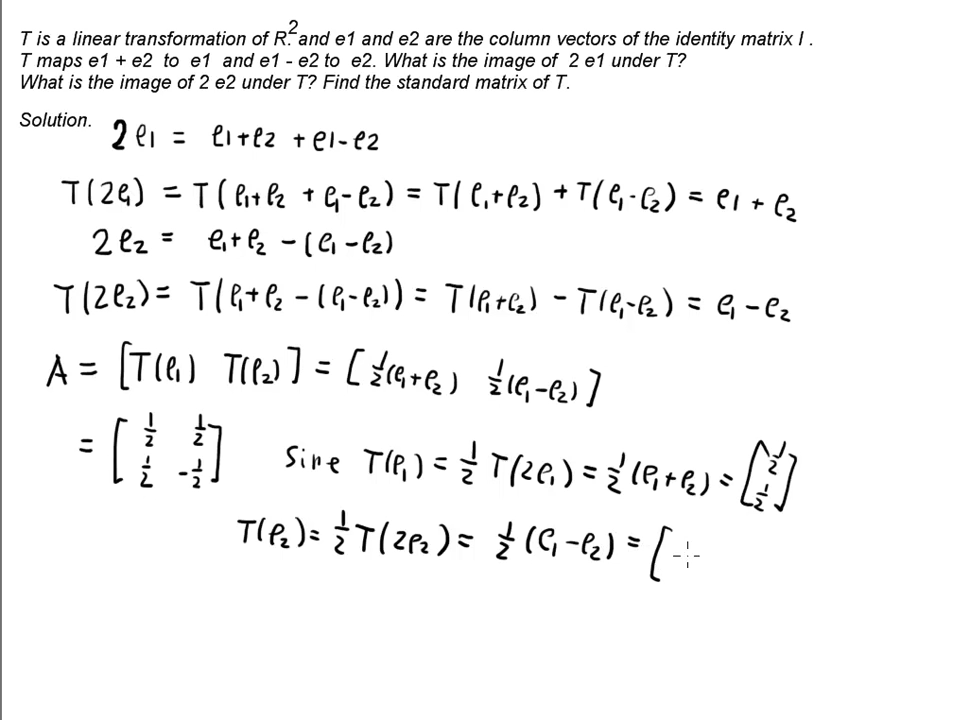 T is a linear transformation of R.² and e1 and e2 are the column vectors of the identity matrix I .
T maps e1 + e2 to e1 and e1 - e2 to e2. What is the image of 2 e1 under T?
What is the image of 2 e2 under T? Find the standard matrix of T.
Solution. 2 e1 = e1+e2 + e1-e2
T(2e₁) = T(e₁+e₂ + e₁-e₂) = T(e₁+e₂) + T(e₁-e₂) = e1 + e₂
2 e₂ = e₁+e₂ - (e₁-e₂)
T(2e₂) = T(e₁+e₂ - (e₁-e₂)) = T(e₁+e₂) - T(e₁-e₂) = e₁ - e₂
A = [T(e₁) T(e₂)] = [½(e₁+e₂) ½(e₁-e₂)]
= [½ ½; ½ -½] Sine T(e₁) = ½ T(2e₁) = ½(e₁+e₂) = [½; ½]
T(e₂) = ½ T(2e₂) = ½ (e₁-e₂) = [